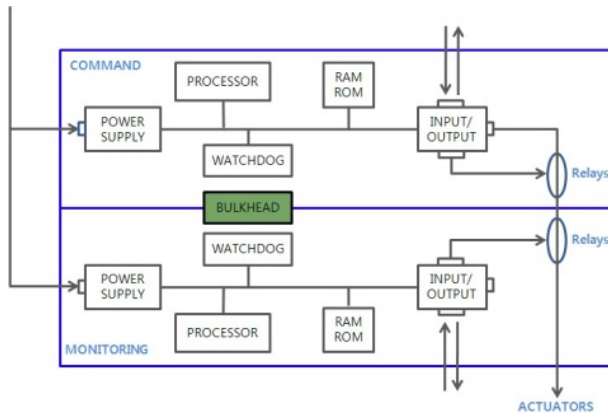 COMMAND
PROCESSOR
RAM
ROM
POWER
SUPPLY
INPUT/
OUTPUT
WATCHDOG
Relays
BULKHEAD
WATCHDOG
Relays
POWER
SUPPLY
INPUT/
OUTPUT
PROCESSOR
RAM
ROM
MONITORING
ACTUATORS